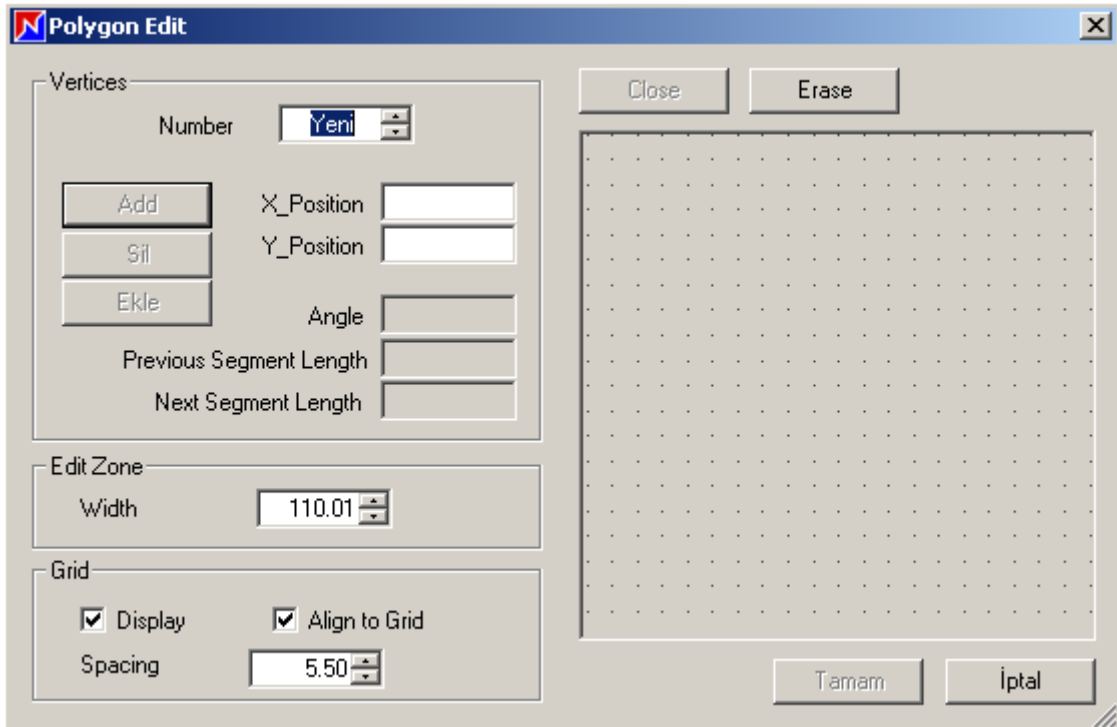 Polygon Edit
Vertices
Number Yeni
Add
Sil
Ekle
X_Position
Y_Position
Angle
Previous Segment Length
Next Segment Length
Edit Zone
Width 110.01
Grid
Display Align to Grid
Spacing 5.50
Close Erase
Tamam İptal